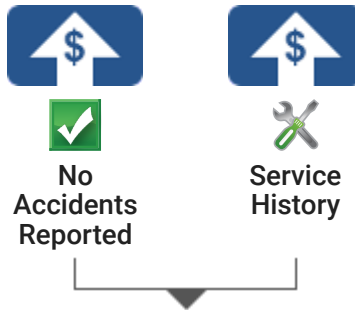 $ $
No
Accidents
Reported
Service
History